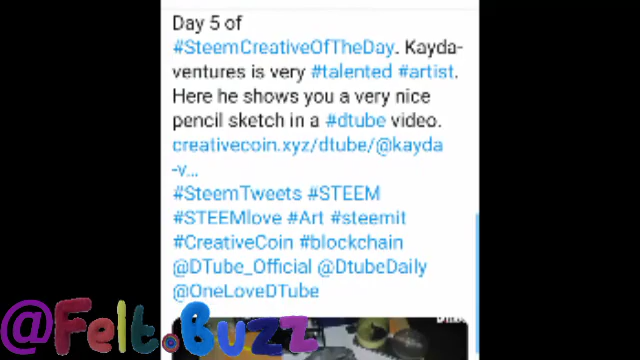 Day 5 of
#SteemCreativeOfTheDay. Kayda-
ventures is very #talented #artist.
Here he shows you a very nice
pencil sketch in a #dtube video.
creativecoin.xyz/dtube/@kayda
-v...
#SteemTweets #STEEM
#STEEMlove #Art #steemit
#CreativeCoin #blockchain
@DTube_Official @DtubeDaily
@OneLoveDTube
@Felt.Buzz